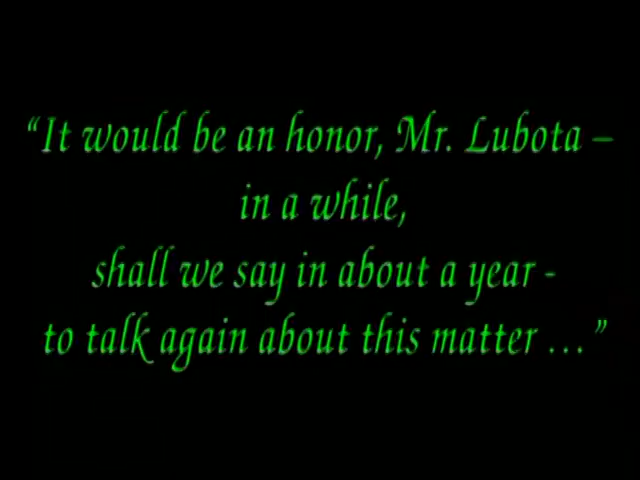 “It would be an honor, Mr. Lubota –
in a while,
shall we say in about a year -
to talk again about this matter …”